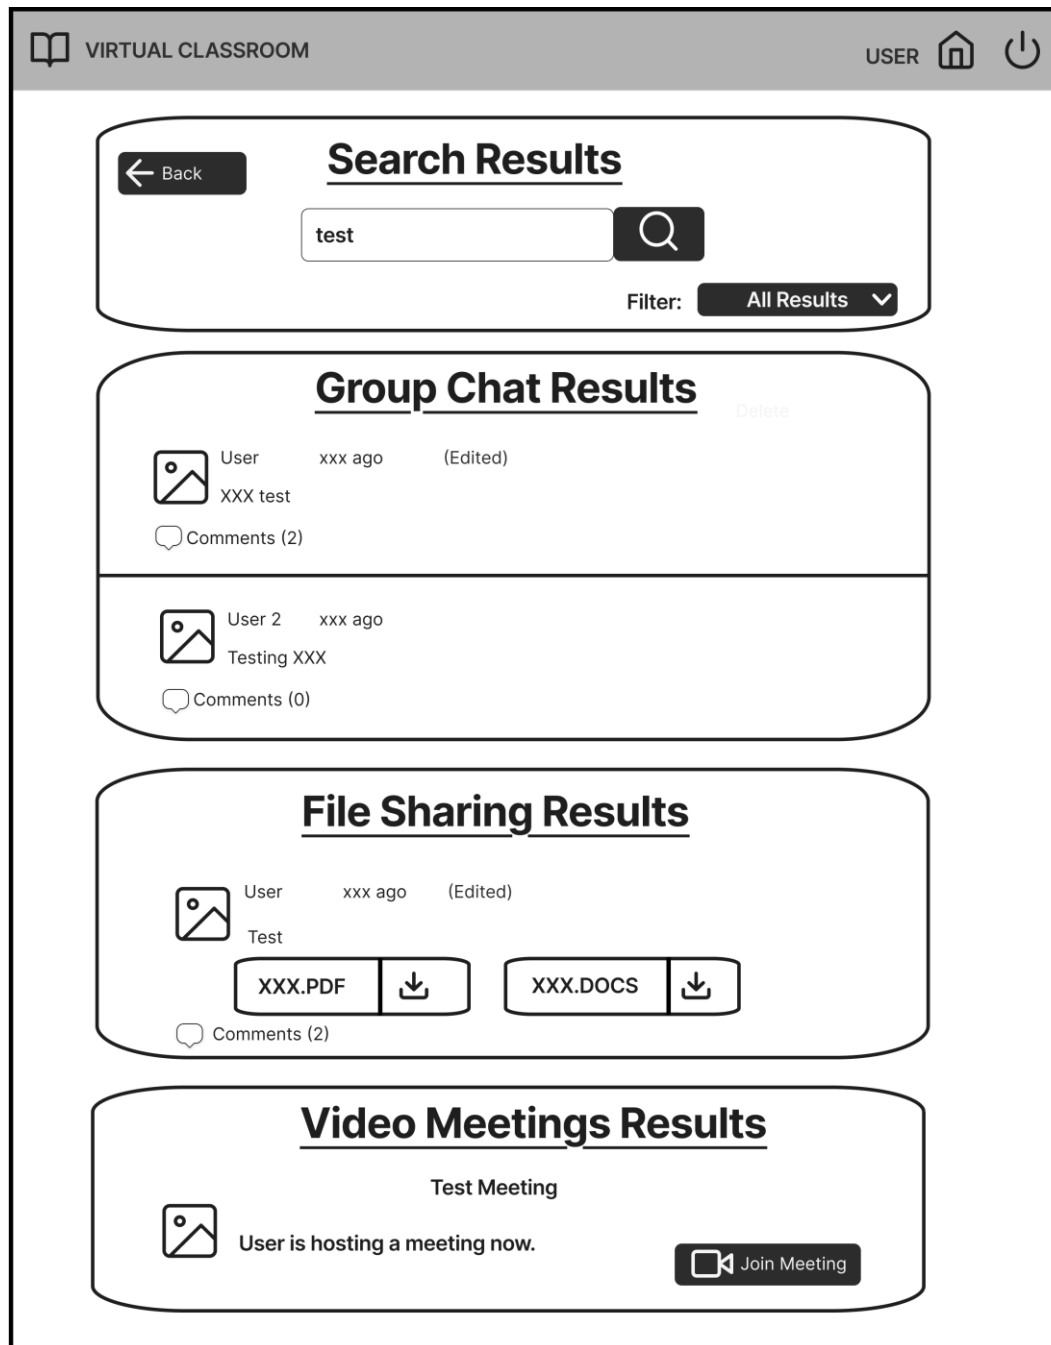 VIRTUAL CLASSROOM USER
Back
Search Results
test
Filter: All Results
Group Chat Results
Delete
User xxx ago (Edited)
XXX test
Comments (2)
User 2 xxx ago
Testing XXX
Comments (0)
File Sharing Results
User xxx ago (Edited)
Test
XXX.PDF XXX.DOCS
Comments (2)
Video Meetings Results
Test Meeting
User is hosting a meeting now.
Join Meeting